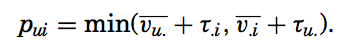 p_{ui} = min(\overline{v_{u.}} + τ_{.i}, \overline{v_{.i}} + τ_{u.}).